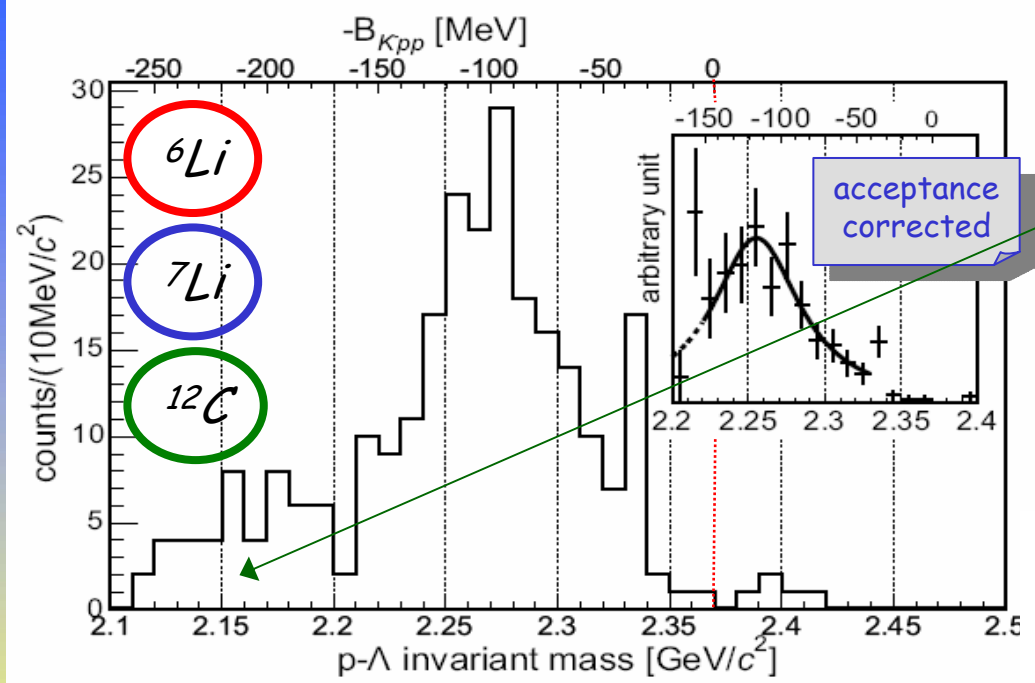 -B_{Kpp} [MeV]
-250 -200 -150 -100 -50 0
30
25
20
15
10
5
0
counts/(10MeV/c²)
⁶Li
⁷Li
¹²C
-150 -100 -50 0
arbitrary unit
acceptance
corrected
2.2 2.25 2.3 2.35 2.4
2.1 2.15 2.2 2.25 2.3 2.35 2.4 2.45 2.5
p-Λ invariant mass [GeV/c²]